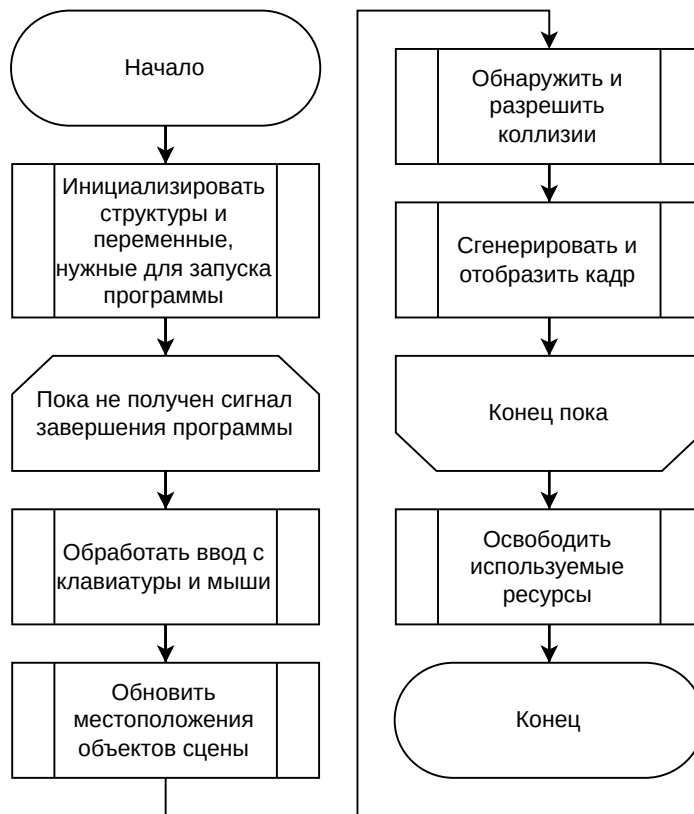 Начало
Инициализировать
структуры и
переменные,
нужные для запуска
программы
Пока не получен сигнал
завершения программы
Обработать ввод с
клавиатуры и мыши
Обновить
местоположения
объектов сцены
Обнаружить и
разрешить
коллизии
Сгенерировать и
отобразить кадр
Конец пока
Освободить
используемые
ресурсы
Конец